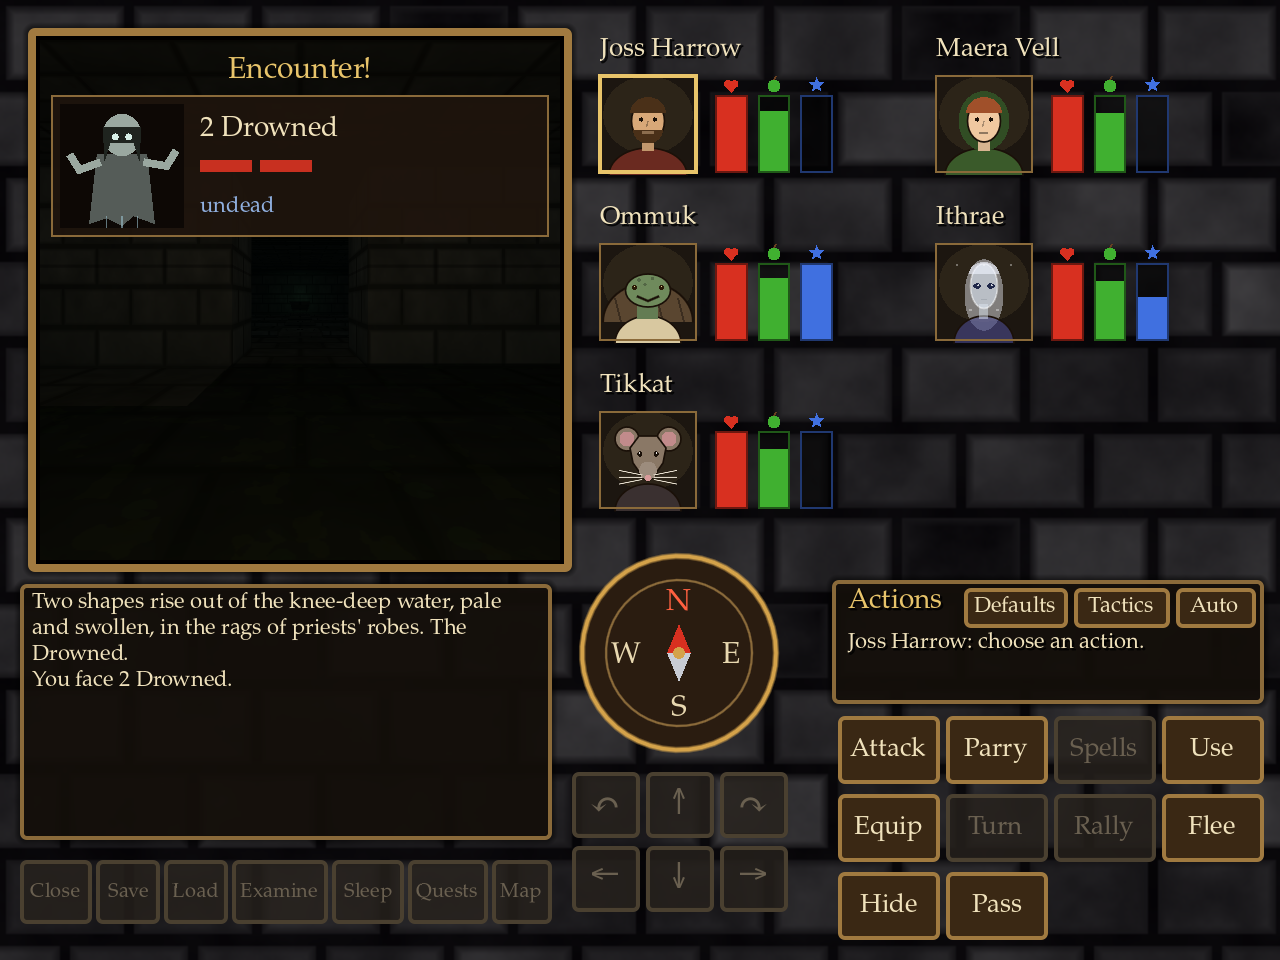 Encounter!
2 Drowned
undead
Joss Harrow
Maera Vell
Ommuk
Ithrae
Tikkat
Two shapes rise out of the knee-deep water, pale
and swollen, in the rags of priests' robes. The
Drowned.
You face 2 Drowned.
N
W E
S
Actions Defaults Tactics Auto
Joss Harrow: choose an action.
Attack Parry Spells Use
Equip Turn Rally Flee
Hide Pass
Close Save Load Examine Sleep Quests Map